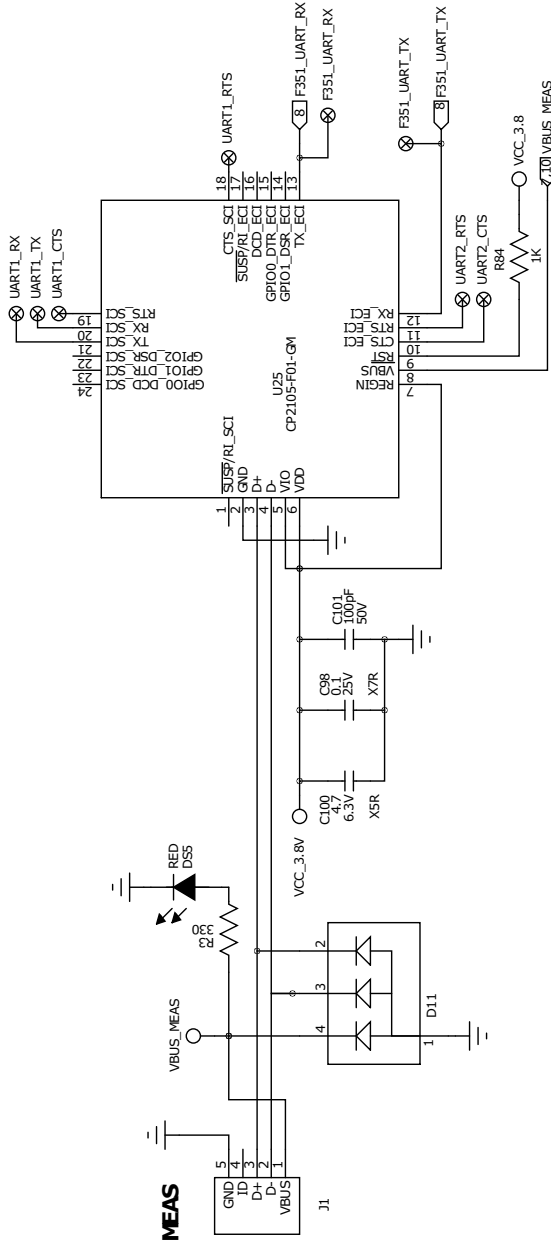 MEAS
J1
GND 5
ID 4
D+ 3
D- 2
VBUS 1
VBUS_MEAS
R3
330
RED
DS5
D11
4
3
2
1
VCC_3.8V
C100
4.7
6.3V
X5R
C98
0.1
25V
X7R
C101
100pF
50V
U25
CP2105-F01-GM
1 SUSP/RI_SCI
2 GND
3 D+
4 D-
5 VIO
6 VDD
24 GPIO0_DCD_SCI
23 GPIO1_DTR_SCI
22 GPIO2_DSR_SCI
21 TX_SCI
20 RX_SCI
19 RTS_SCI
UART1_RX
UART1_TX
UART1_CTS
CTS_SCI 18
SUSP/RI_ECI 17
DCD_ECI 16
GPIO0_DTR_ECI 15
GPIO1_DSR_ECI 14
TX_ECI 13
UART1_RTS
8 F351_UART_RX
F351_UART_RX
REGIN 7
VBUS 8
RST 9
CTS_ECI 10
RTS_ECI 11
RX_ECI 12
F351_UART_TX
8 F351_UART_TX
UART2_RTS
UART2_CTS
R84
1K
VCC_3.8
7,10 VBUS_MEAS